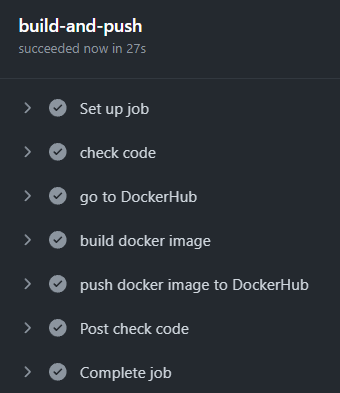 build-and-push
succeeded now in 27s
Set up job
check code
go to DockerHub
build docker image
push docker image to DockerHub
Post check code
Complete job